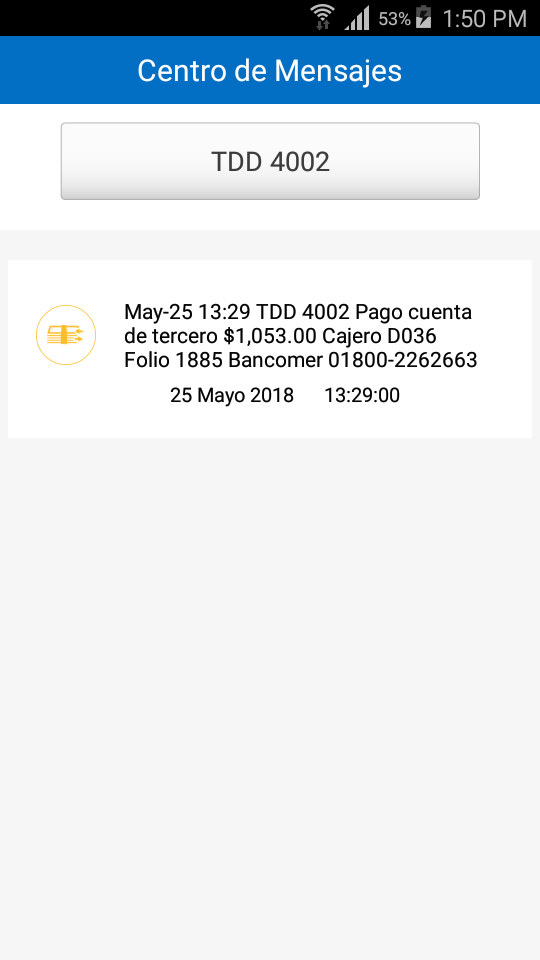 53% 1:50 PM
Centro de Mensajes
TDD 4002
May-25 13:29 TDD 4002 Pago cuenta
de tercero $1,053.00 Cajero D036
Folio 1885 Bancomer 01800-2262663
25 Mayo 2018 13:29:00